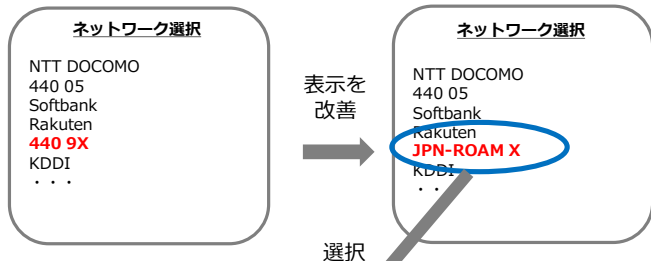 ネットワーク選択
NTT DOCOMO
440 05
Softbank
Rakuten
440 9X
KDDI
・・・
表示を
改善
ネットワーク選択
NTT DOCOMO
440 05
Softbank
Rakuten
JPN-ROAM X
KDDI
・・
選択